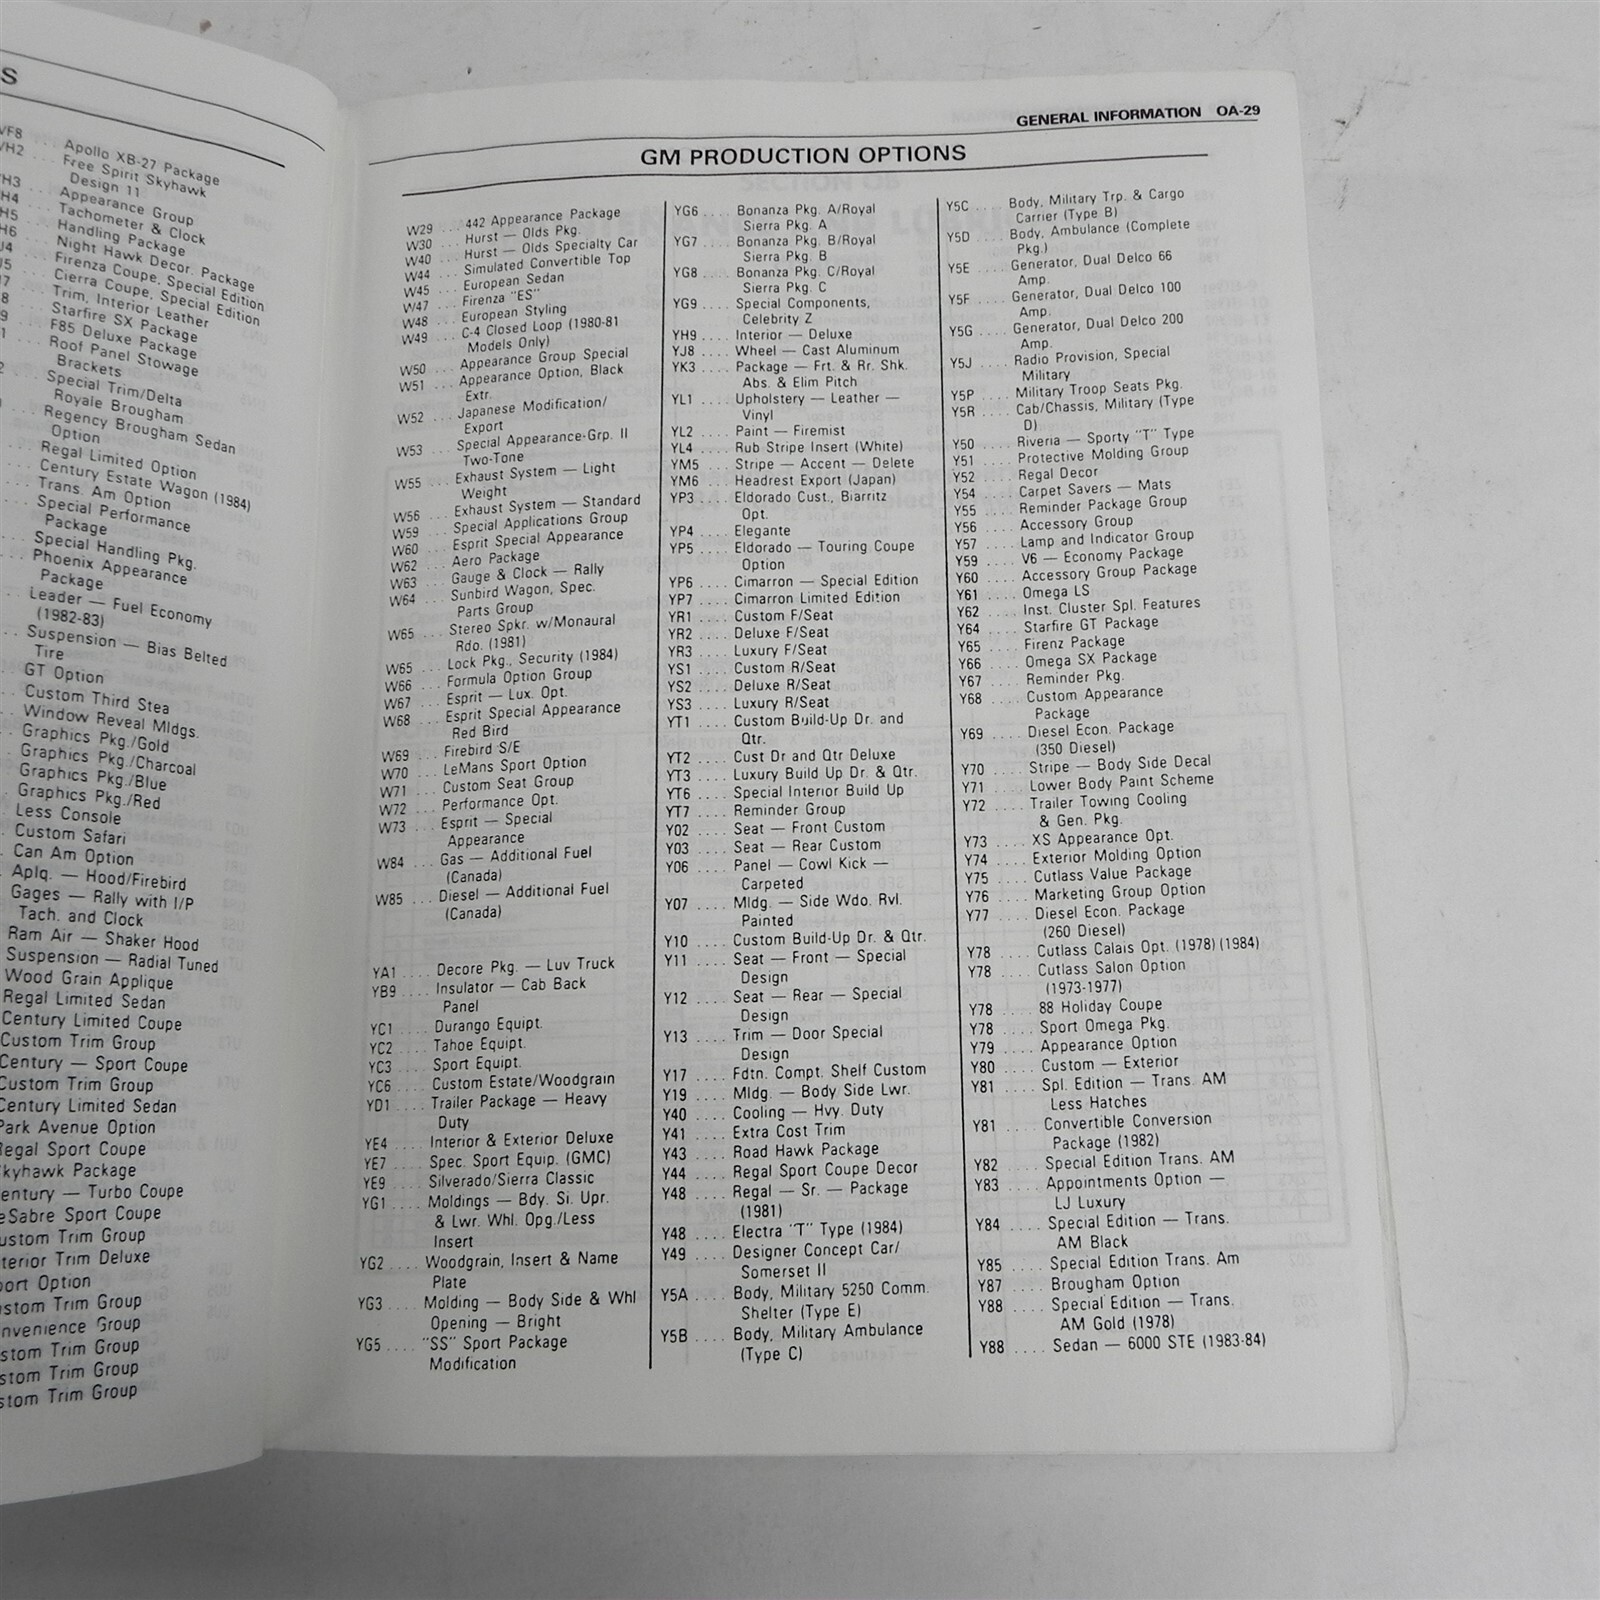 S
VF8 ... Apollo XB-27 Package
VH2 ... Free Spirit Skyhawk
Design 11
Appearance Group
Tachometer & Clock
Handling Package
Night Hawk Decor. Package
Firenza Coupe, Special Edition
Cierra Coupe, Special Edition
Trim, Interior Leather
Starfire SX Package
F85 Deluxe Package
Roof Panel Stowage
Brackets
Special Trim/Delta
Royale Brougham
Regency Brougham Sedan
Option
Regal Limited Option
Century Estate Wagon (1984)
Trans. Am Option
Special Performance
Package
Special Handling Pkg.
Phoenix Appearance
Package
Leader — Fuel Economy
(1982-83)
Suspension — Bias Belted
Tire
GT Option
Custom Third Stea
Window Reveal Mldgs.
Graphics Pkg./Gold
Graphics Pkg./Charcoal
Graphics Pkg./Blue
Graphics Pkg./Red
Less Console
Custom Safari
Can Am Option
Aplq. — Hood/Firebird
Gages — Rally with I/P
Tach. and Clock
Ram Air — Shaker Hood
Suspension — Radial Tuned
Wood Grain Applique
Regal Limited Sedan
Century Limited Coupe
Custom Trim Group
Century — Sport Coupe
Custom Trim Group
Century Limited Sedan
Park Avenue Option
Regal Sport Coupe
kyhawk Package
entury — Turbo Coupe
eSabre Sport Coupe
ustom Trim Group
terior Trim Deluxe
port Option
stom Trim Group
nvenience Group
stom Trim Group
stom Trim Group
stom Trim Group
GENERAL INFORMATION OA-29
GM PRODUCTION OPTIONS
W29 ... 442 Appearance Package
W30 ... Hurst — Olds Pkg.
W40 ... Hurst — Olds Specialty Car
W44 ... Simulated Convertible Top
W45 ... European Sedan
W47 ... Firenza "ES"
W48 ... European Styling
W49 ... C-4 Closed Loop (1980-81
Models Only)
W50 ... Appearance Group Special
W51 ... Appearance Option, Black
Extr.
W52 ... Japanese Modification/
Export
W53 ... Special Appearance-Grp. II
Two-Tone
W55 ... Exhaust System — Light
Weight
W56 ... Exhaust System — Standard
W59 ... Special Applications Group
W60 ... Esprit Special Appearance
W62 ... Aero Package
W63 ... Gauge & Clock — Rally
W64 ... Sunbird Wagon, Spec.
Parts Group
W65 ... Stereo Spkr. w/Monaural
Rdo. (1981)
W65 ... Lock Pkg., Security (1984)
W66 ... Formula Option Group
W67 ... Esprit — Lux. Opt.
W68 ... Esprit Special Appearance
Red Bird
W69 ... Firebird S/E
W70 ... LeMans Sport Option
W71 ... Custom Seat Group
W72 ... Performance Opt.
W73 ... Esprit — Special
Appearance
W84 ... Gas — Additional Fuel
(Canada)
W85 ... Diesel — Additional Fuel
(Canada)
YA1 .... Decore Pkg. — Luv Truck
YB9 .... Insulator — Cab Back
Panel
YC1 .... Durango Equipt.
YC2 .... Tahoe Equipt.
YC3 .... Sport Equipt.
YC6 .... Custom Estate/Woodgrain
YD1 .... Trailer Package — Heavy
Duty
YE4 .... Interior & Exterior Deluxe
YE7 .... Spec. Sport Equip. (GMC)
YE9 .... Silverado/Sierra Classic
YG1 .... Moldings — Bdy. Si. Upr.
& Lwr. Whl. Opg./Less
Insert
YG2 .... Woodgrain, Insert & Name
Plate
YG3 .... Molding — Body Side & Whl
Opening — Bright
YG5 .... "SS" Sport Package
Modification
YG6 .... Bonanza Pkg. A/Royal
Sierra Pkg. A
YG7 .... Bonanza Pkg. B/Royal
Sierra Pkg. B
YG8 .... Bonanza Pkg. C/Royal
Sierra Pkg. C
YG9 .... Special Components,
Celebrity Z
YH9 .... Interior — Deluxe
YJ8 .... Wheel — Cast Aluminum
YK3 .... Package — Frt. & Rr. Shk.
Abs. & Elim Pitch
YL1 .... Upholstery — Leather —
Vinyl
YL2 .... Paint — Firemist
YL4 .... Rub Stripe Insert (White)
YM5 .... Stripe — Accent — Delete
YM6 .... Headrest Export (Japan)
YP3 .... Eldorado Cust., Biarritz
Opt.
YP4 .... Elegante
YP5 .... Eldorado — Touring Coupe
Option
YP6 .... Cimarron — Special Edition
YP7 .... Cimarron Limited Edition
YR1 .... Custom F/Seat
YR2 .... Deluxe F/Seat
YR3 .... Luxury F/Seat
YS1 .... Custom R/Seat
YS2 .... Deluxe R/Seat
YS3 .... Luxury R/Seat
YT1 .... Custom Build-Up Dr. and
Qtr.
YT2 .... Cust Dr and Qtr Deluxe
YT3 .... Luxury Build Up Dr. & Qtr.
YT6 .... Special Interior Build Up
YT7 .... Reminder Group
Y02 .... Seat — Front Custom
Y03 .... Seat — Rear Custom
Y06 .... Panel — Cowl Kick —
Carpeted
Y07 .... Mldg. — Side Wdo. Rvl.
Painted
Y10 .... Custom Build-Up Dr. & Qtr.
Y11 .... Seat — Front — Special
Design
Y12 .... Seat — Rear — Special
Design
Y13 .... Trim — Door Special
Design
Y17 .... Fdtn. Compt. Shelf Custom
Y19 .... Mldg. — Body Side Lwr.
Y40 .... Cooling — Hvy. Duty
Y41 .... Extra Cost Trim
Y43 .... Road Hawk Package
Y44 .... Regal Sport Coupe Decor
Y48 .... Regal — Sr. — Package
(1981)
Y48 .... Electra "T" Type (1984)
Y49 .... Designer Concept Car/
Somerset II
Y5A .... Body, Military 5250 Comm.
Shelter (Type E)
Y5B .... Body, Military Ambulance
(Type C)
Y5C .... Body, Military Trp. & Cargo
Carrier (Type B)
Y5D .... Body, Ambulance (Complete
Pkg.)
Y5E .... Generator, Dual Delco 66
Amp.
Y5F .... Generator, Dual Delco 100
Amp.
Y5G .... Generator, Dual Delco 200
Amp.
Y5J .... Radio Provision, Special
Military
Y5P .... Military Troop Seats Pkg.
Y5R .... Cab/Chassis, Military (Type
D)
Y50 .... Riveria — Sporty "T" Type
Y51 .... Protective Molding Group
Y52 .... Regal Decor
Y54 .... Carpet Savers — Mats
Y55 .... Reminder Package Group
Y56 .... Accessory Group
Y57 .... Lamp and Indicator Group
Y59 .... V6 — Economy Package
Y60 .... Accessory Group Package
Y61 .... Omega LS
Y62 .... Inst. Cluster Spl. Features
Y64 .... Starfire GT Package
Y65 .... Firenz Package
Y66 .... Omega SX Package
Y67 .... Reminder Pkg.
Y68 .... Custom Appearance
Package
Y69 .... Diesel Econ. Package
(350 Diesel)
Y70 .... Stripe — Body Side Decal
Y71 .... Lower Body Paint Scheme
Y72 .... Trailer Towing Cooling
& Gen. Pkg.
Y73 .... XS Appearance Opt.
Y74 .... Exterior Molding Option
Y75 .... Cutlass Value Package
Y76 .... Marketing Group Option
Y77 .... Diesel Econ. Package
(260 Diesel)
Y78 .... Cutlass Calais Opt. (1978) (1984)
Y78 .... Cutlass Salon Option
(1973-1977)
Y78 .... 88 Holiday Coupe
Y78 .... Sport Omega Pkg.
Y79 .... Appearance Option
Y80 .... Custom — Exterior
Y81 .... Spl. Edition — Trans. AM
Less Hatches
Y81 .... Convertible Conversion
Package (1982)
Y82 .... Special Edition Trans. AM
Y83 .... Appointments Option —
LJ Luxury
Y84 .... Special Edition — Trans.
AM Black
Y85 .... Special Edition Trans. Am
Y87 .... Brougham Option
Y88 .... Special Edition — Trans.
AM Gold (1978)
Y88 .... Sedan — 6000 STE (1983-84)